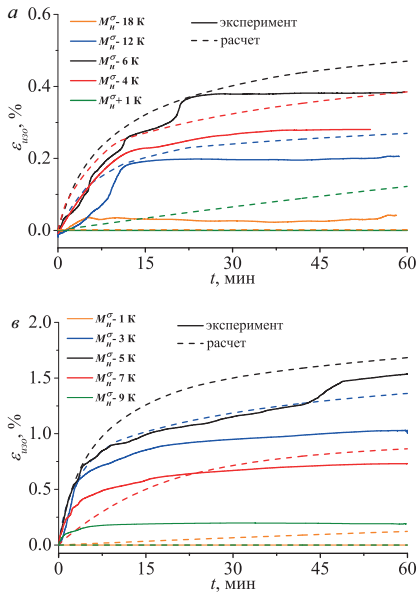 а
M_н^σ - 18 К
M_н^σ - 12 К
M_н^σ - 6 К
M_н^σ - 4 К
M_н^σ + 1 К
эксперимент
расчет
ε_изо, %
0.6
0.4
0.2
0.0
0 15 30 45 60
t, мин
в
M_н^σ - 1 К
M_н^σ - 3 К
M_н^σ - 5 К
M_н^σ - 7 К
M_н^σ - 9 К
эксперимент
расчет
ε_изо, %
2.0
1.5
1.0
0.5
0.0
0 15 30 45 60
t, мин